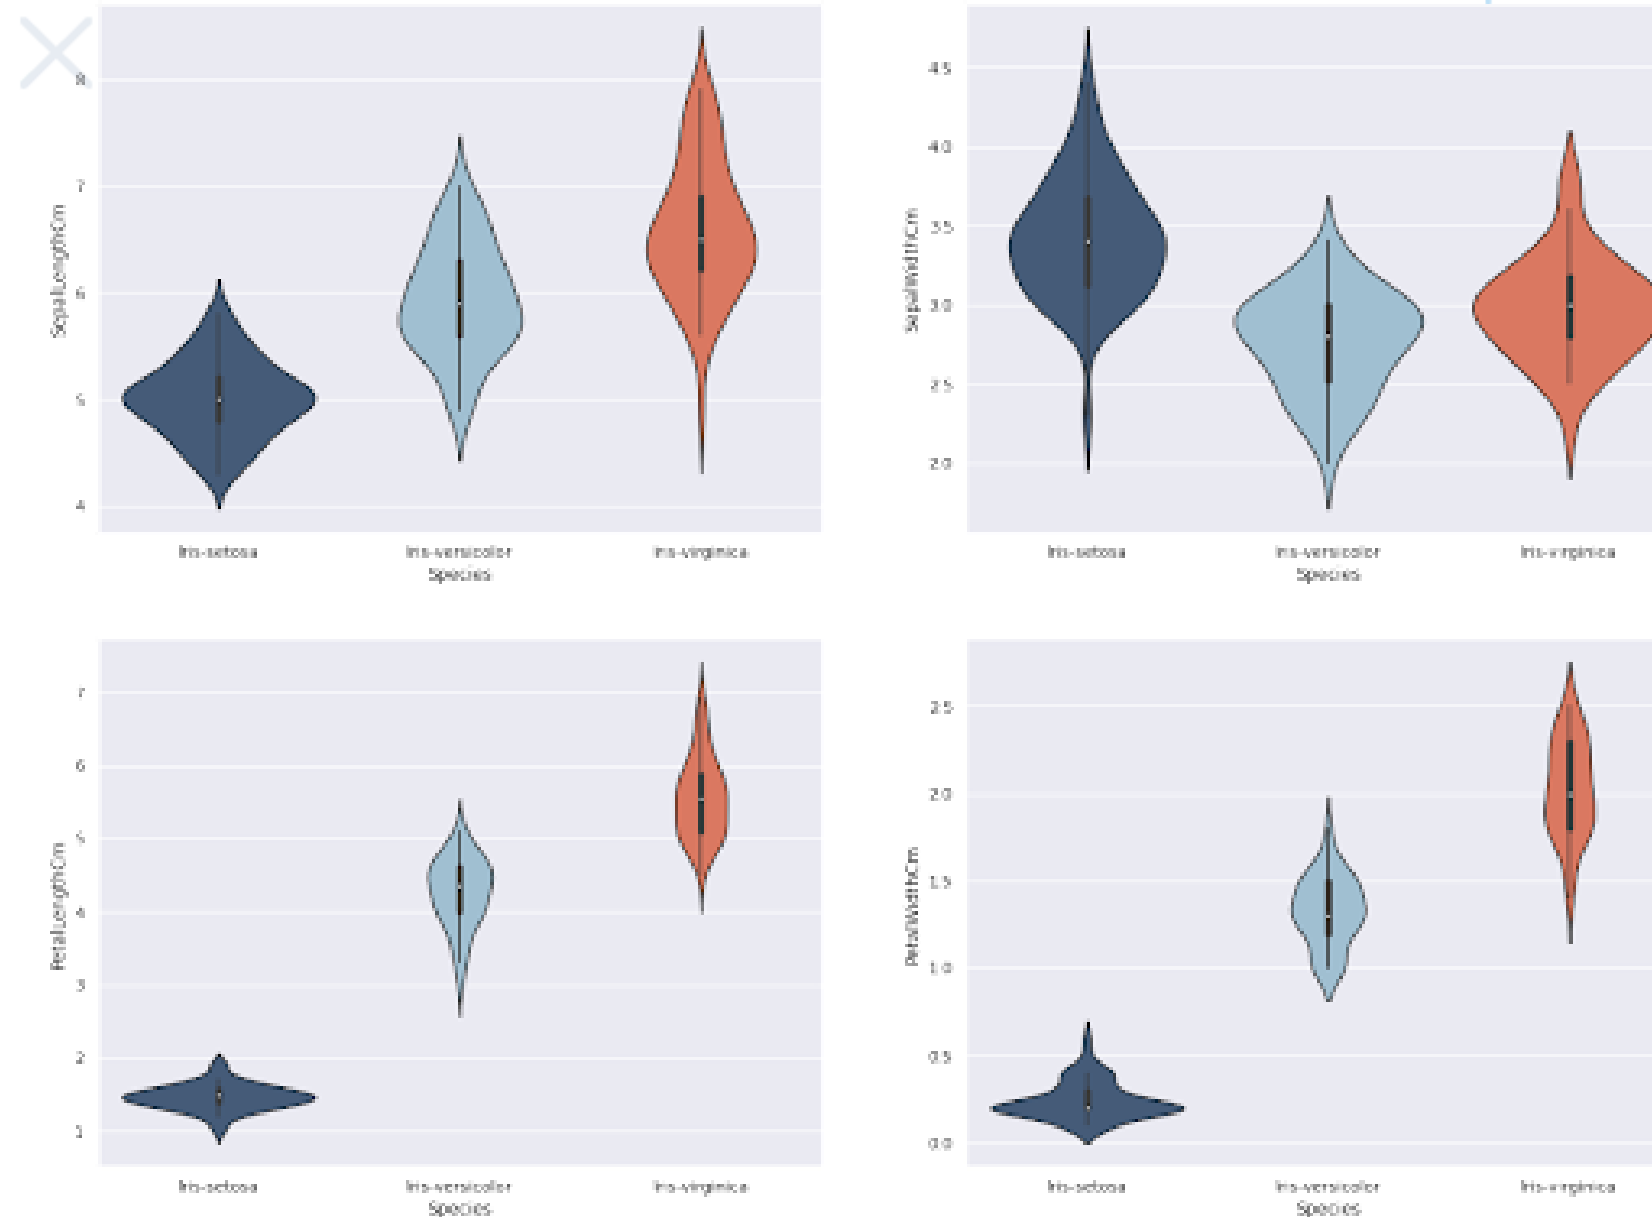 8
7
6
5
4
SepalLengthCm
Iris-setosa Iris-versicolor Iris-virginica
Species
4.5
4.0
3.5
3.0
2.5
2.0
SepalWidthCm
Iris-setosa Iris-versicolor Iris-virginica
Species
7
6
5
4
3
2
1
PetalLengthCm
Iris-setosa Iris-versicolor Iris-virginica
Species
2.5
2.0
1.5
1.0
0.5
0.0
PetalWidthCm
Iris-setosa Iris-versicolor Iris-virginica
Species